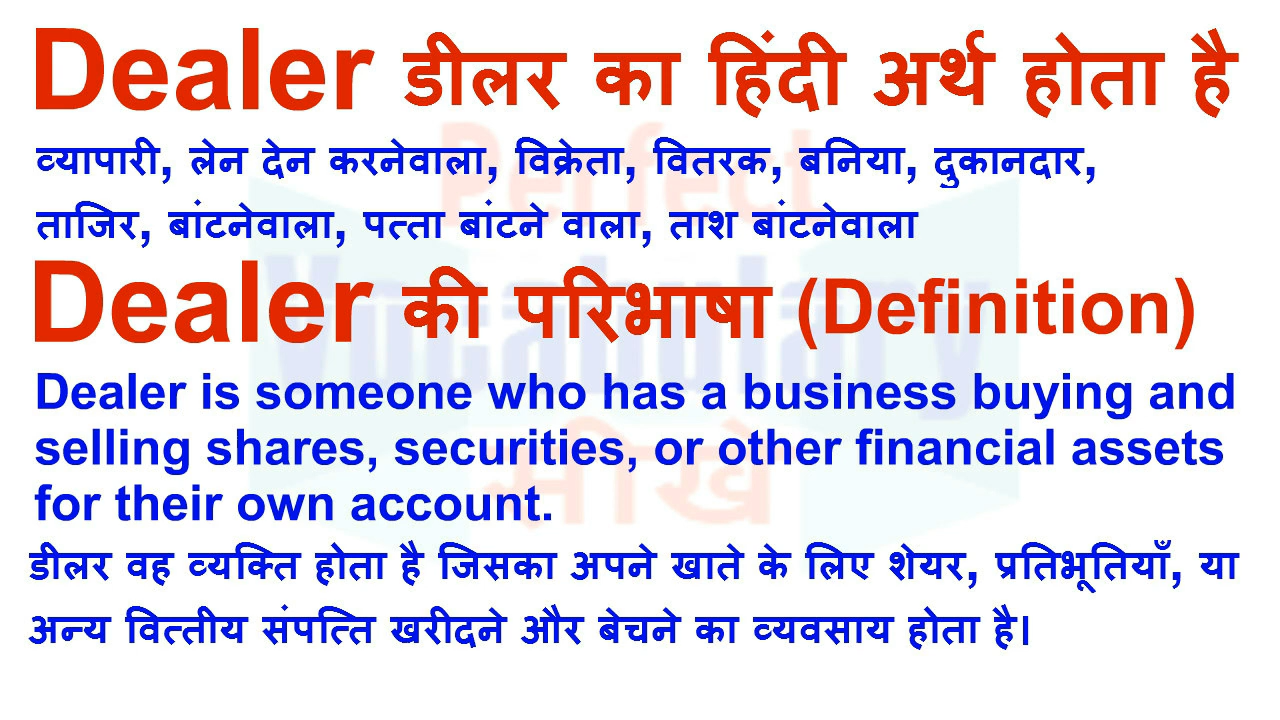 Dealer डीलर का हिंदी अर्थ होता है
व्यापारी, लेन देन करनेवाला, विक्रेता, वितरक, बनिया, दुकानदार,
ताजिर, बांटनेवाला, पत्ता बांटने वाला, ताश बांटनेवाला
Dealer की परिभाषा (Definition)
Dealer is someone who has a business buying and
selling shares, securities, or other financial assets
for their own account.
डीलर वह व्यक्ति होता है जिसका अपने खाते के लिए शेयर, प्रतिभूतियाँ, या
अन्य वित्तीय संपत्ति खरीदने और बेचने का व्यवसाय होता है।
Perfect
Vocabulary
सीखें